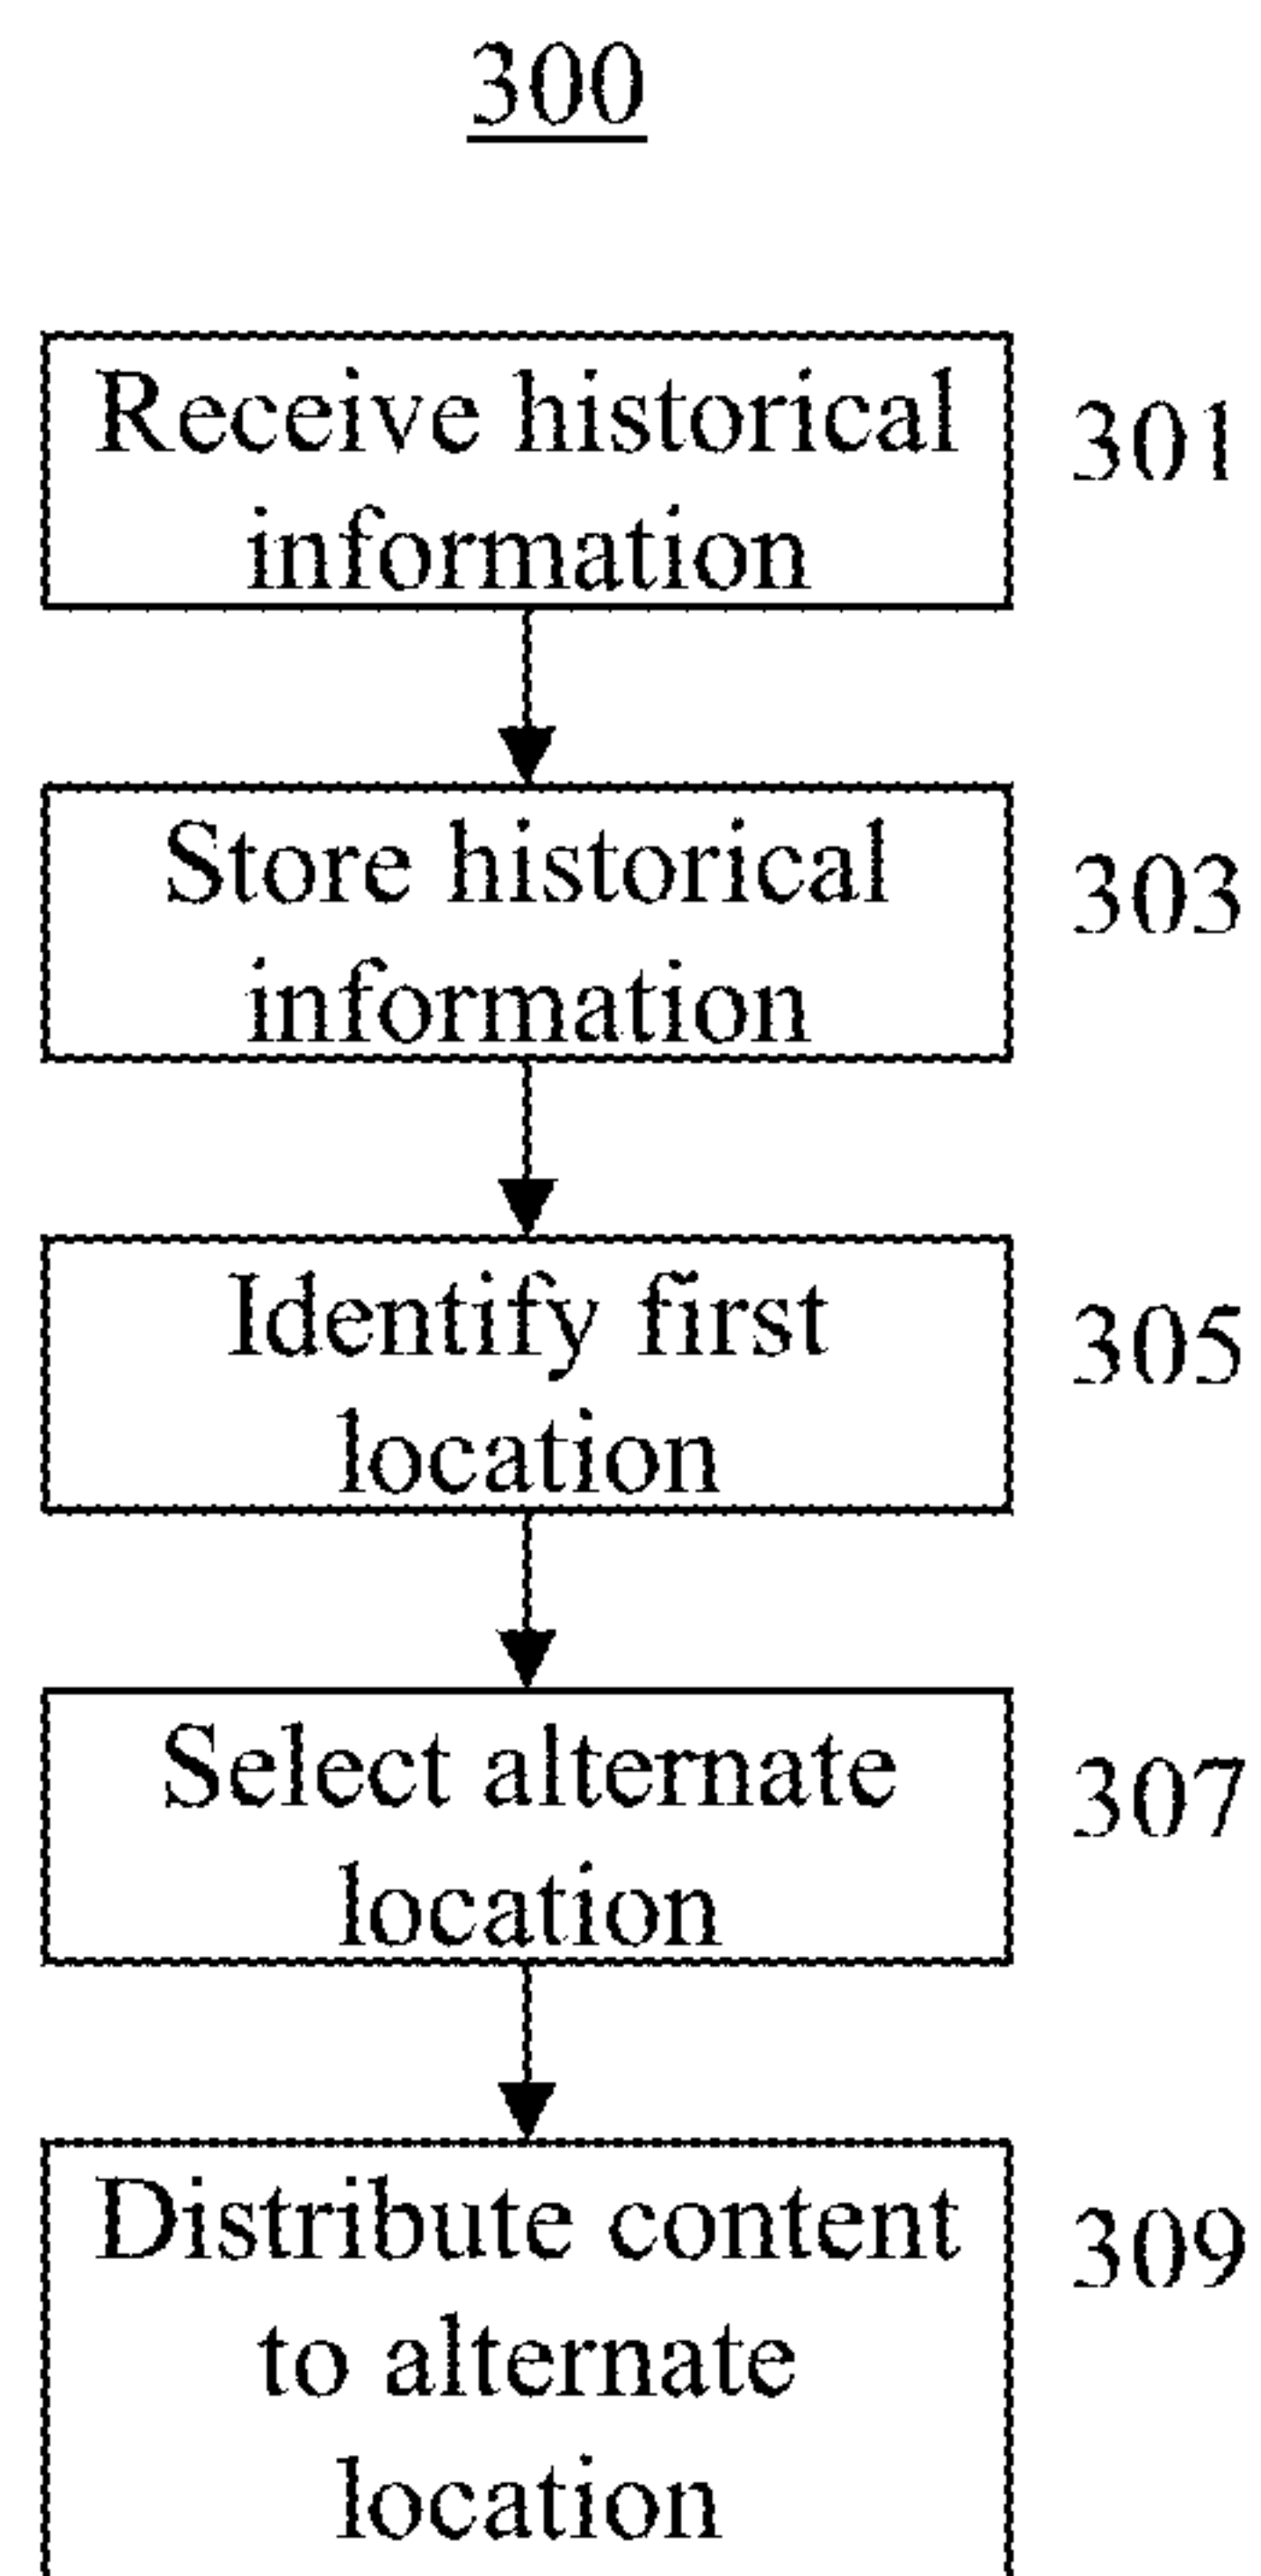 300
Receive historical
information
301
Store historical
information
303
Identify first
location
305
Select alternate
location
307
Distribute content
to alternate
location
309